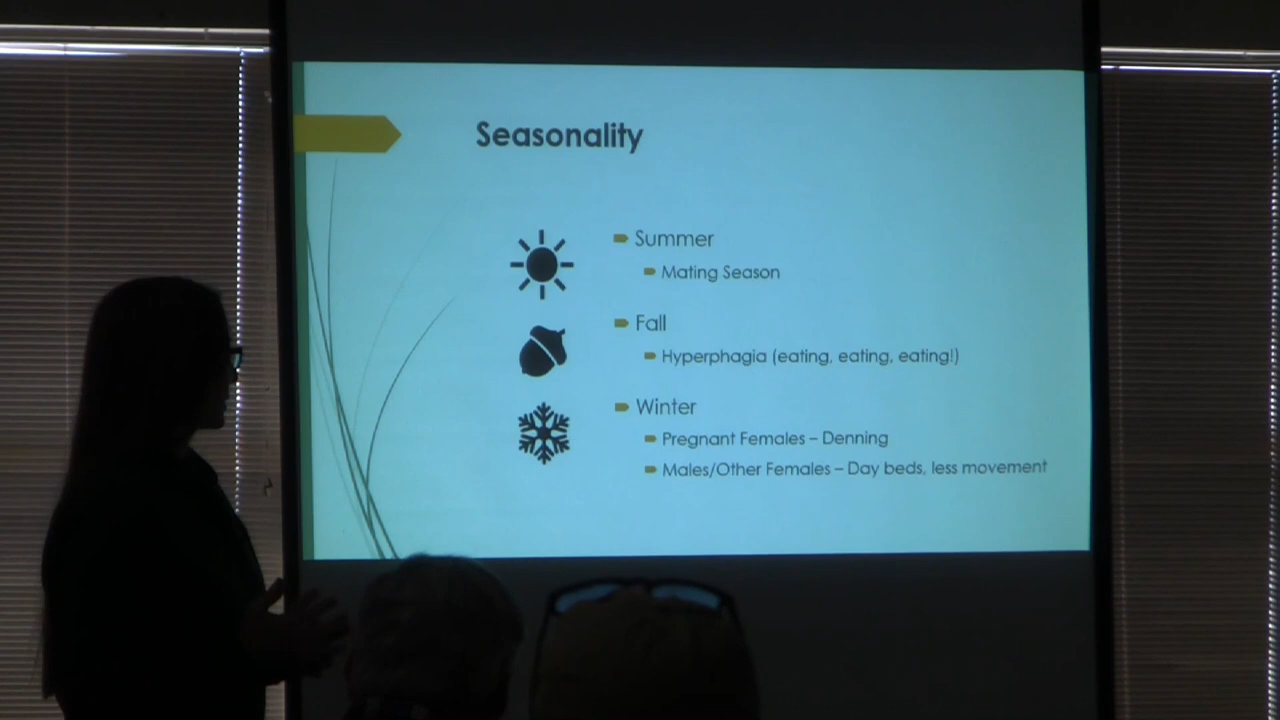 Seasonality
Summer
Mating Season
Fall
Hyperphagia (eating, eating, eating!)
Winter
Pregnant Females – Denning
Males/Other Females – Day beds, less movement